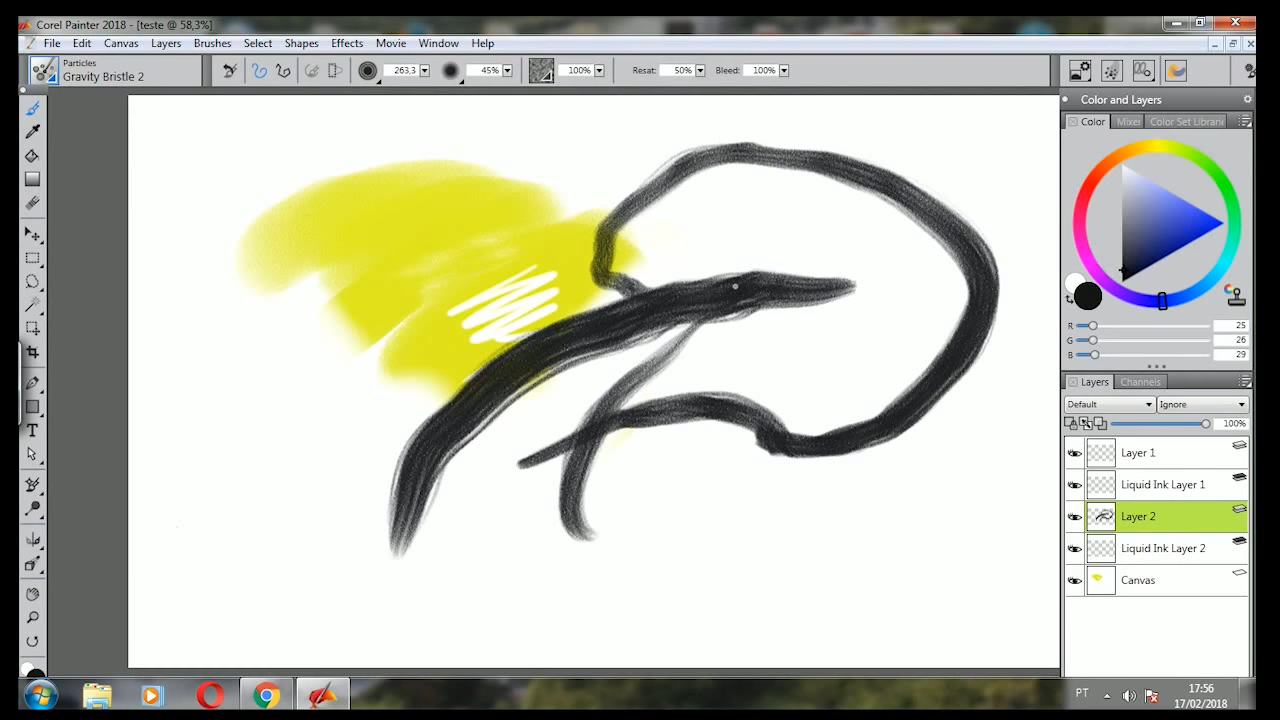 Corel Painter 2018 - [teste @ 58,3%]
File Edit Canvas Layers Brushes Select Shapes Effects Movie Window Help
Particles
Gravity Bristle 2
263,3 45% 100% Resat: 50% Bleed: 100%
Color and Layers
Color Mixer Color Set Librari
R 25
G 26
B 29
Layers Channels
Default Ignore
100%
Layer 1
Liquid Ink Layer 1
Layer 2
Liquid Ink Layer 2
Canvas
T
PT
17:56
17/02/2018